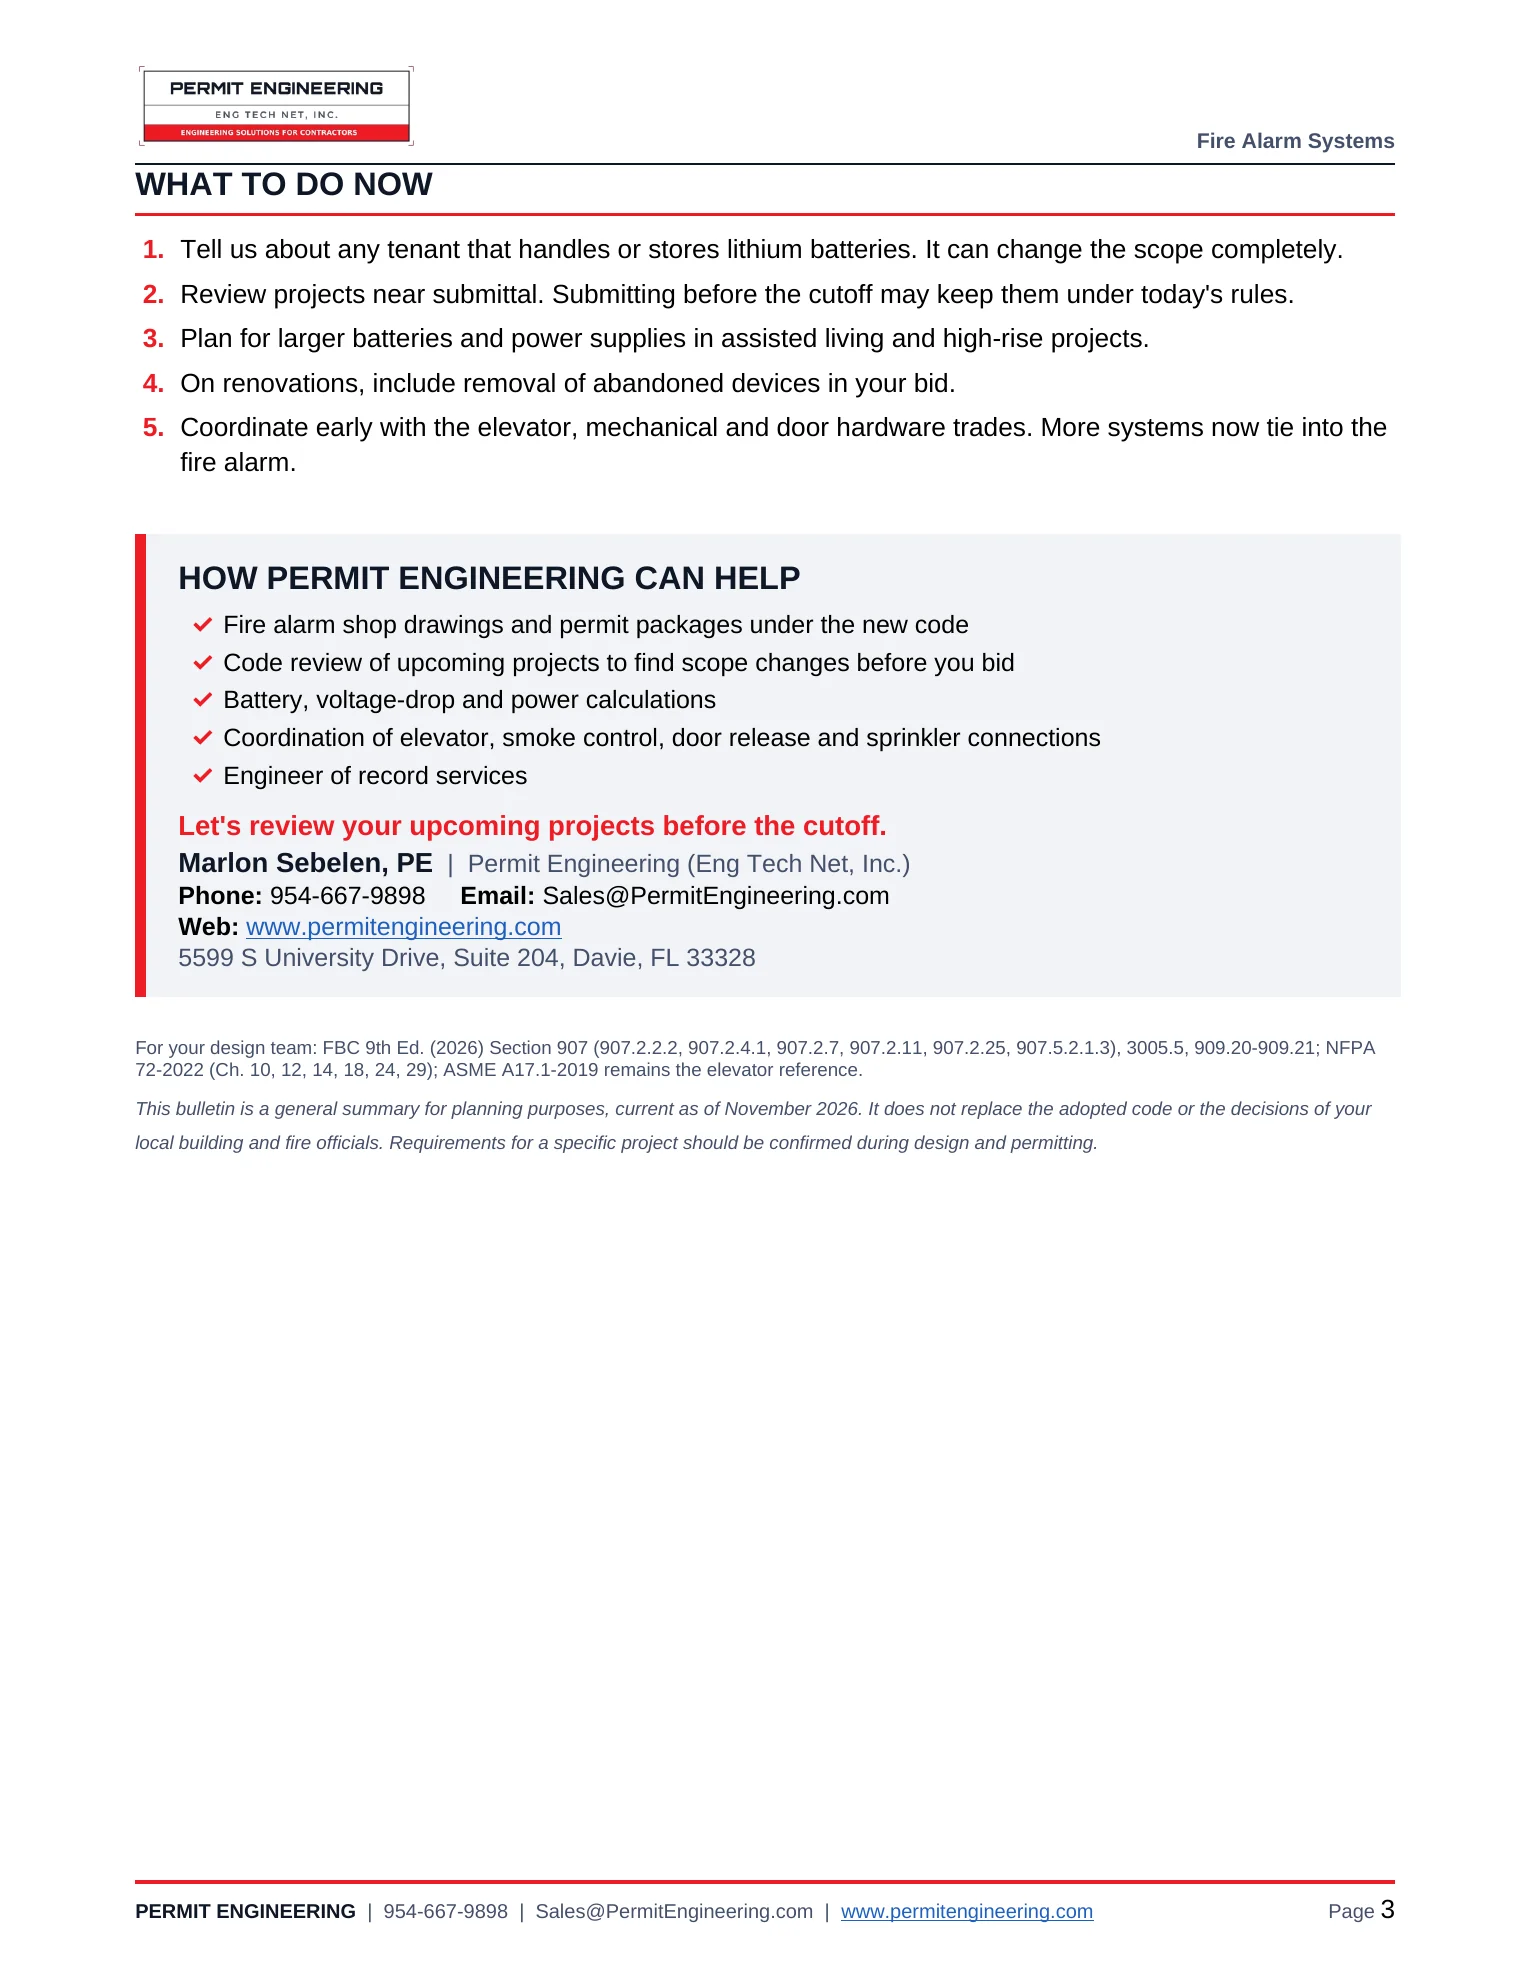 PERMIT ENGINEERING
ENG TECH NET, INC.
ENGINEERING SOLUTIONS FOR CONTRACTORS
Fire Alarm Systems
WHAT TO DO NOW
1. Tell us about any tenant that handles or stores lithium batteries. It can change the scope completely.
2. Review projects near submittal. Submitting before the cutoff may keep them under today's rules.
3. Plan for larger batteries and power supplies in assisted living and high-rise projects.
4. On renovations, include removal of abandoned devices in your bid.
5. Coordinate early with the elevator, mechanical and door hardware trades. More systems now tie into the
fire alarm.
HOW PERMIT ENGINEERING CAN HELP
✓ Fire alarm shop drawings and permit packages under the new code
✓ Code review of upcoming projects to find scope changes before you bid
✓ Battery, voltage-drop and power calculations
✓ Coordination of elevator, smoke control, door release and sprinkler connections
✓ Engineer of record services
Let's review your upcoming projects before the cutoff.
Marlon Sebelen, PE | Permit Engineering (Eng Tech Net, Inc.)
Phone: 954-667-9898 Email: Sales@PermitEngineering.com
Web: www.permitengineering.com
5599 S University Drive, Suite 204, Davie, FL 33328
For your design team: FBC 9th Ed. (2026) Section 907 (907.2.2.2, 907.2.4.1, 907.2.7, 907.2.11, 907.2.25, 907.5.2.1.3), 3005.5, 909.20-909.21; NFPA
72-2022 (Ch. 10, 12, 14, 18, 24, 29); ASME A17.1-2019 remains the elevator reference.
This bulletin is a general summary for planning purposes, current as of November 2026. It does not replace the adopted code or the decisions of your
local building and fire officials. Requirements for a specific project should be confirmed during design and permitting.
PERMIT ENGINEERING | 954-667-9898 | Sales@PermitEngineering.com | www.permitengineering.com Page 3